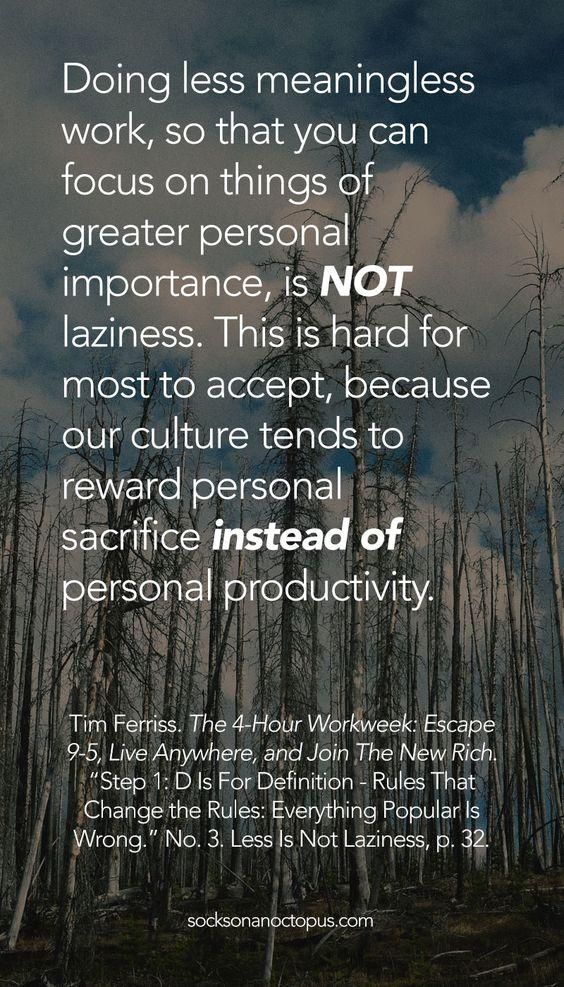 Doing less meaningless
work, so that you can
focus on things of
greater personal
importance, is NOT
laziness. This is hard for
most to accept, because
our culture tends to
reward personal
sacrifice instead of
personal productivity.
Tim Ferriss. The 4-Hour Workweek: Escape
9-5, Live Anywhere, and Join The New Rich.
“Step 1: D Is For Definition - Rules That
Change the Rules: Everything Popular Is
Wrong.” No. 3. Less Is Not Laziness, p. 32.
socksonanoctopus.com